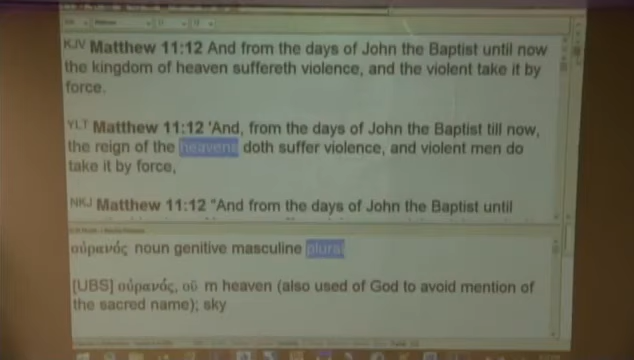 KJV Matthew 11:12 And from the days of John the Baptist until now
the kingdom of heaven suffereth violence, and the violent take it by
force.
YLT Matthew 11:12 'And, from the days of John the Baptist till now,
the reign of the heavens doth suffer violence, and violent men do
take it by force,
NKJ Matthew 11:12 "And from the days of John the Baptist until
οὐρανός noun genitive masculine plural
[UBS] οὐρανός, οῦ m heaven (also used of God to avoid mention of
the sacred name); sky